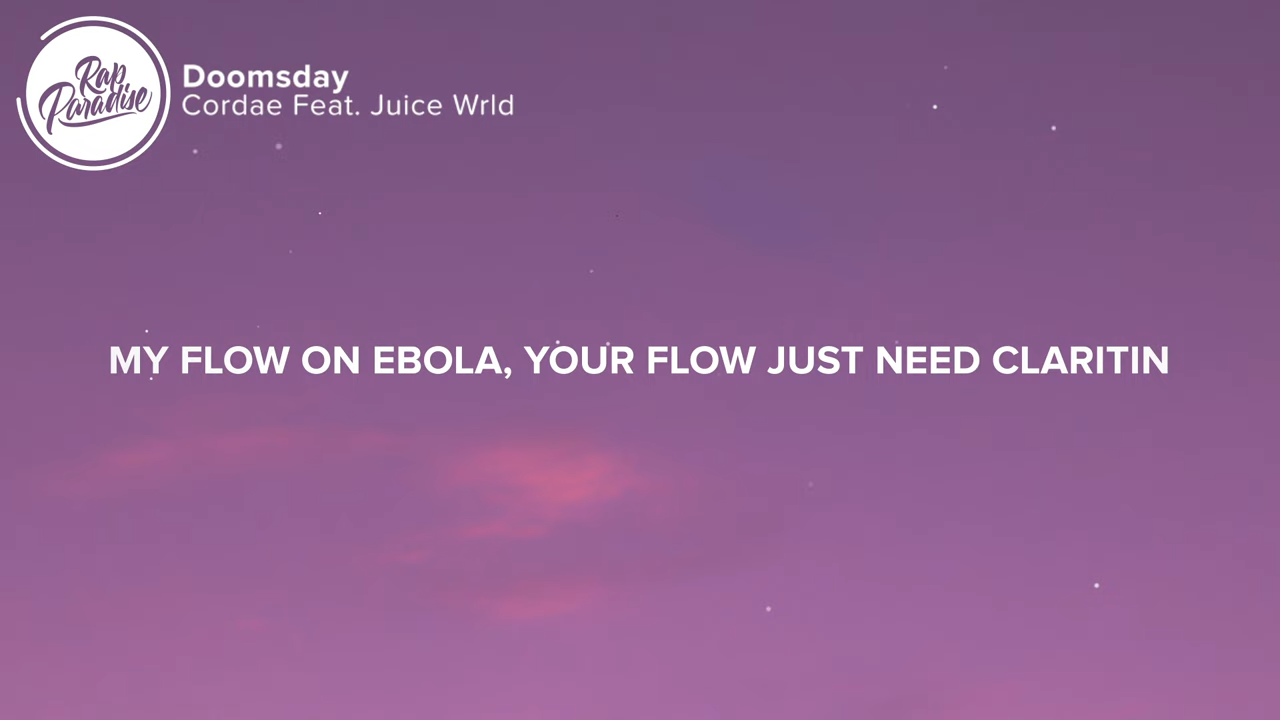 Rap
Paradise
Doomsday
Cordae Feat. Juice Wrld
MY FLOW ON EBOLA, YOUR FLOW JUST NEED CLARITIN